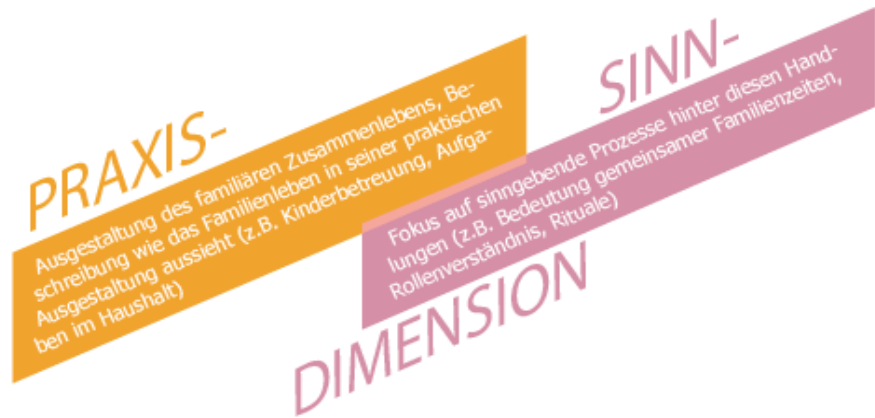 PRAXIS-
Ausgestaltung des familiären Zusammenlebens, Be-
schreibung wie das Familienleben in seiner praktischen
Ausgestaltung aussieht (z.B. Kinderbetreuung, Aufga-
ben im Haushalt)
SINN-
Fokus auf sinngebende Prozesse hinter diesen Hand-
lungen (z.B. Bedeutung gemeinsamer Familienzeiten,
Rollenverständnis, Rituale)
DIMENSION